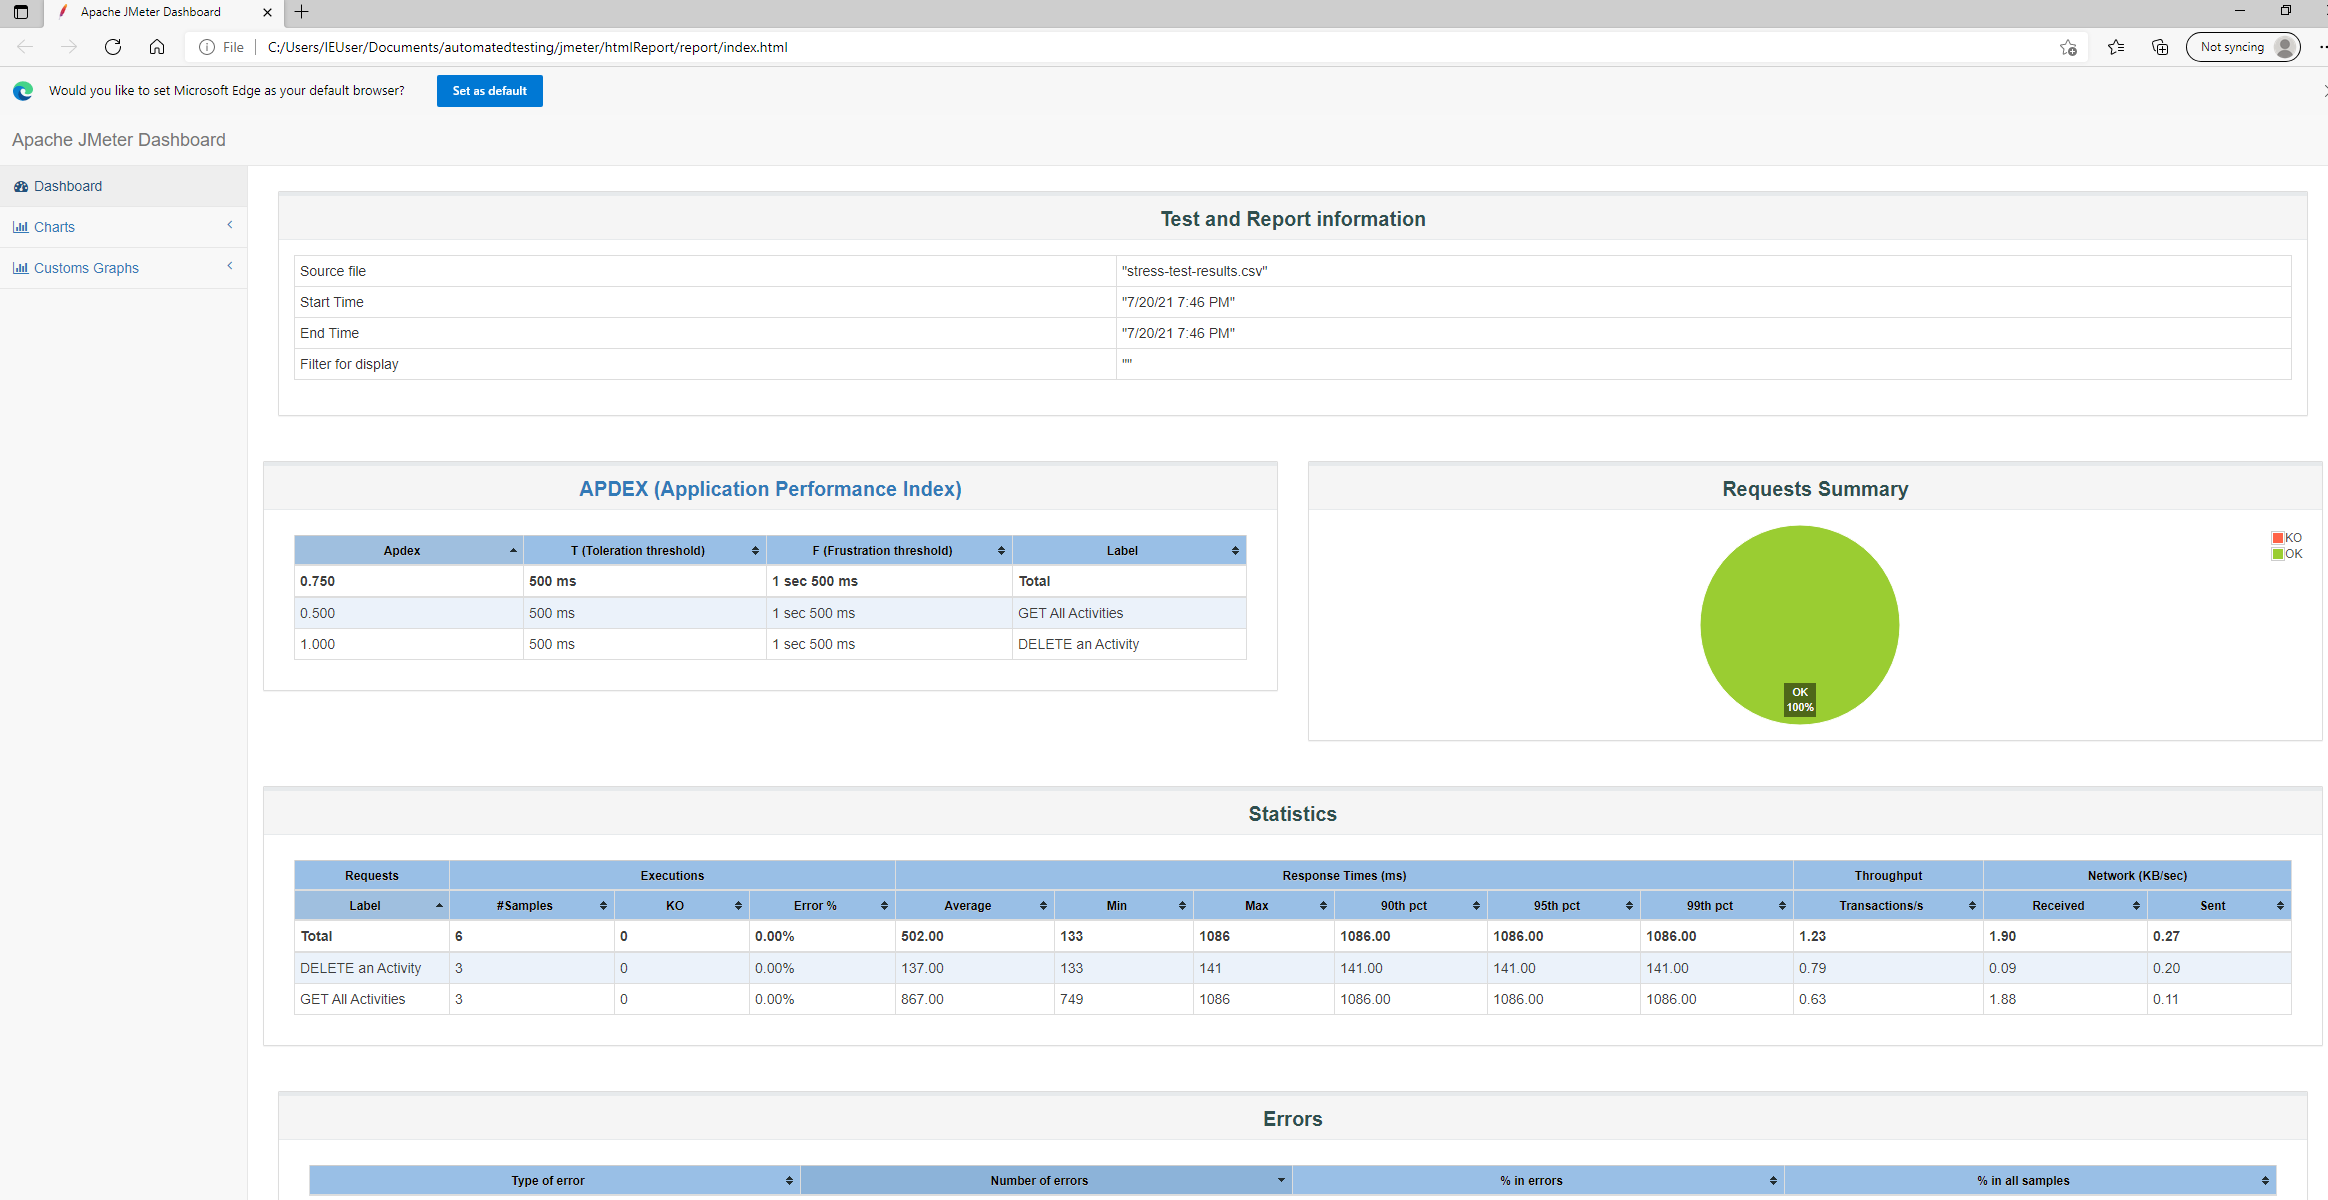 Apache JMeter Dashboard
File C:/Users/IEUser/Documents/automatedtesting/jmeter/htmlReport/report/index.html Not syncing
Would you like to set Microsoft Edge as your default browser? Set as default
Apache JMeter Dashboard
Dashboard
Charts
Customs Graphs
Test and Report information
Source file "stress-test-results.csv"
Start Time "7/20/21 7:46 PM"
End Time "7/20/21 7:46 PM"
Filter for display ""
APDEX (Application Performance Index)
Apdex T (Toleration threshold) F (Frustration threshold) Label
0.750 500 ms 1 sec 500 ms Total
0.500 500 ms 1 sec 500 ms GET All Activities
1.000 500 ms 1 sec 500 ms DELETE an Activity
Requests Summary
KO
OK
OK
100%
Statistics
Requests Executions Response Times (ms) Throughput Network (KB/sec)
Label #Samples KO Error % Average Min Max 90th pct 95th pct 99th pct Transactions/s Received Sent
Total 6 0 0.00% 502.00 133 1086 1086.00 1086.00 1086.00 1.23 1.90 0.27
DELETE an Activity 3 0 0.00% 137.00 133 141 141.00 141.00 141.00 0.79 0.09 0.20
GET All Activities 3 0 0.00% 867.00 749 1086 1086.00 1086.00 1086.00 0.63 1.88 0.11
Errors
Type of error Number of errors % in errors % in all samples